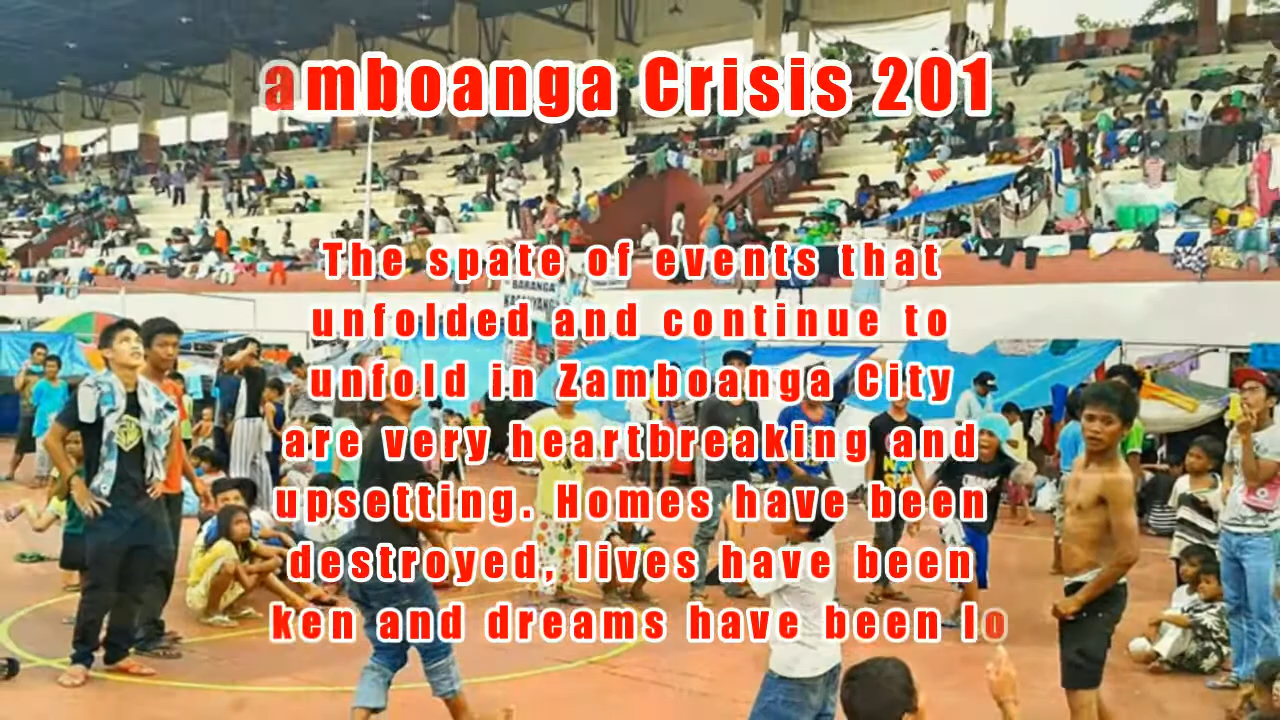 amboanga Crisis 201
The spate of events that
unfolded and continue to
unfold in Zamboanga City
are very heartbreaking and
upsetting. Homes have been
destroyed, lives have been
ken and dreams have been lo